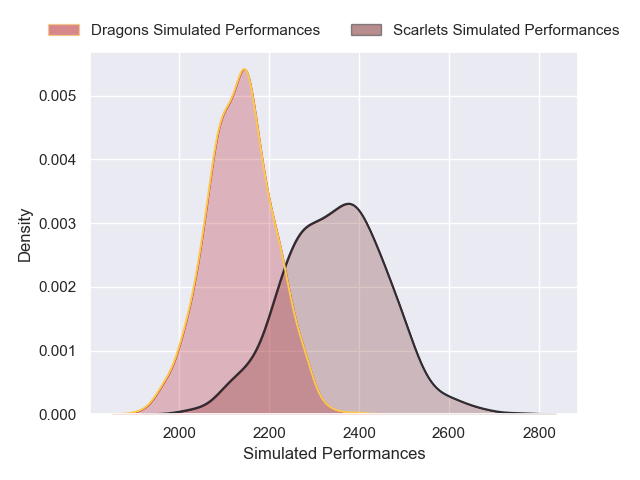 Dragons Simulated Performances
Scarlets Simulated Performances
0.005
0.004
0.003
0.002
0.001
0.000
Density
2000
2200
2400
2600
2800
Simulated Performances